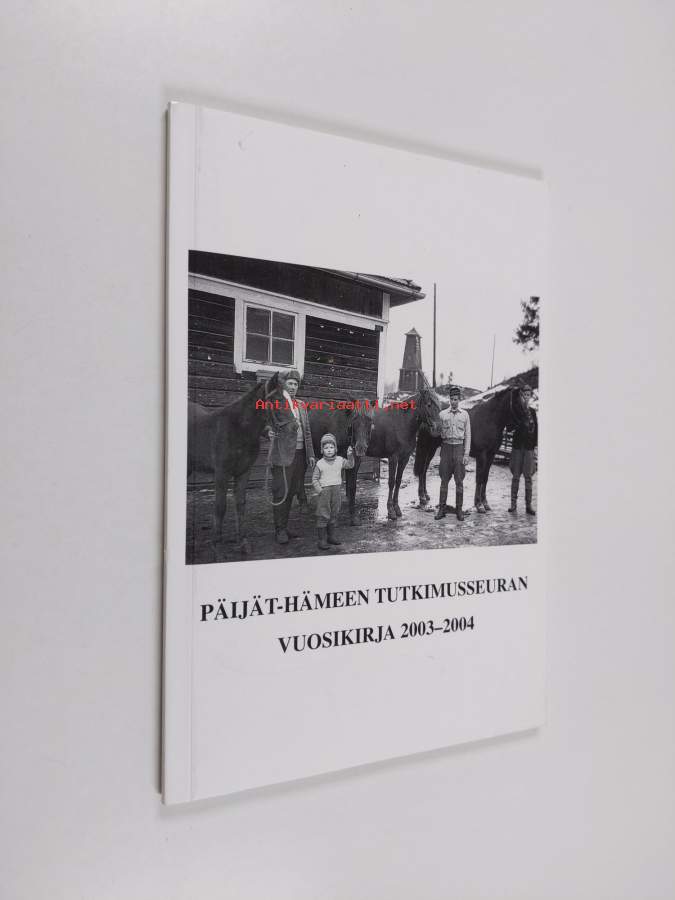 Antikvariaatti.net
PÄIJÄT-HÄMEEN TUTKIMUSSEURAN
VUOSIKIRJA 2003–2004